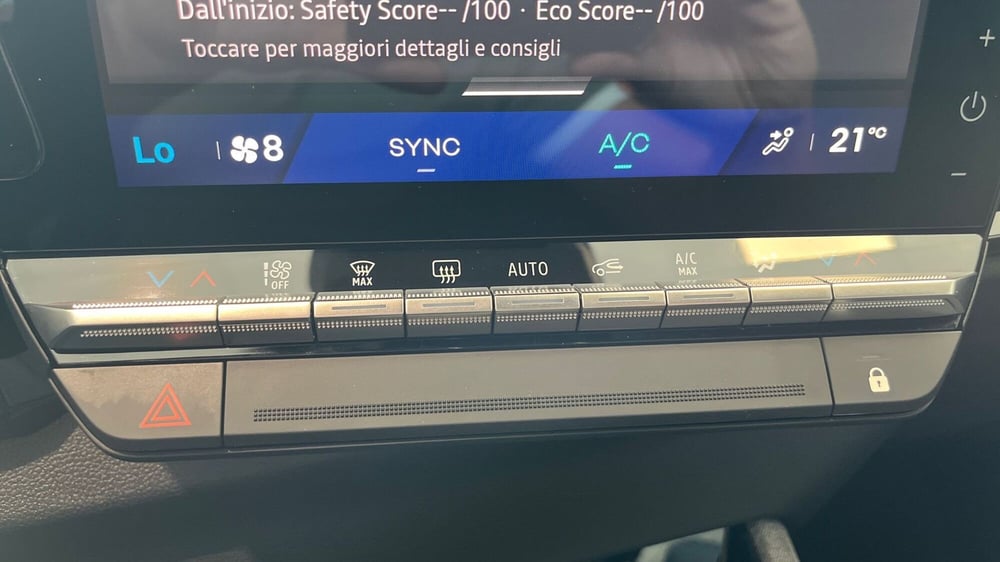 Dall'inizio: Safety Score-- /100 · Eco Score-- /100
Toccare per maggiori dettagli e consigli
Lo 8 SYNC A/C 21°C
OFF MAX AUTO A/C MAX